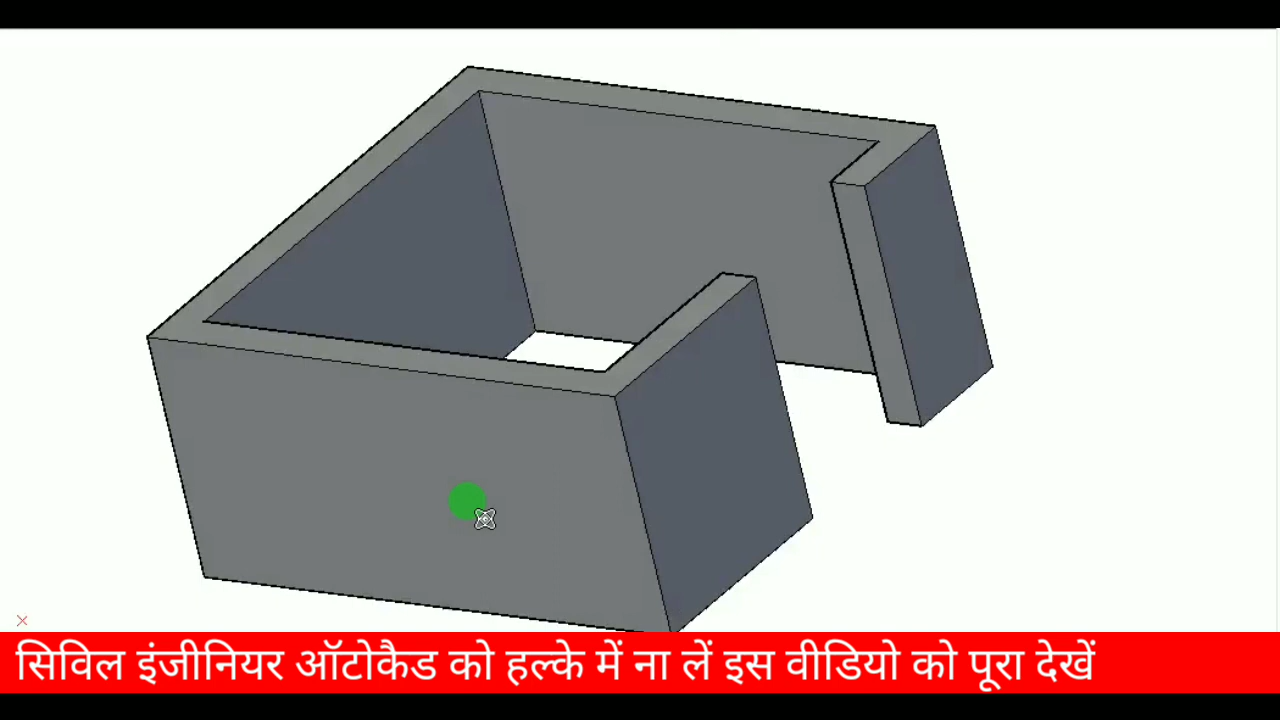 सिविल इंजीनियर ऑटोकैड को हल्के में ना लें इस वीडियो को पूरा देखें